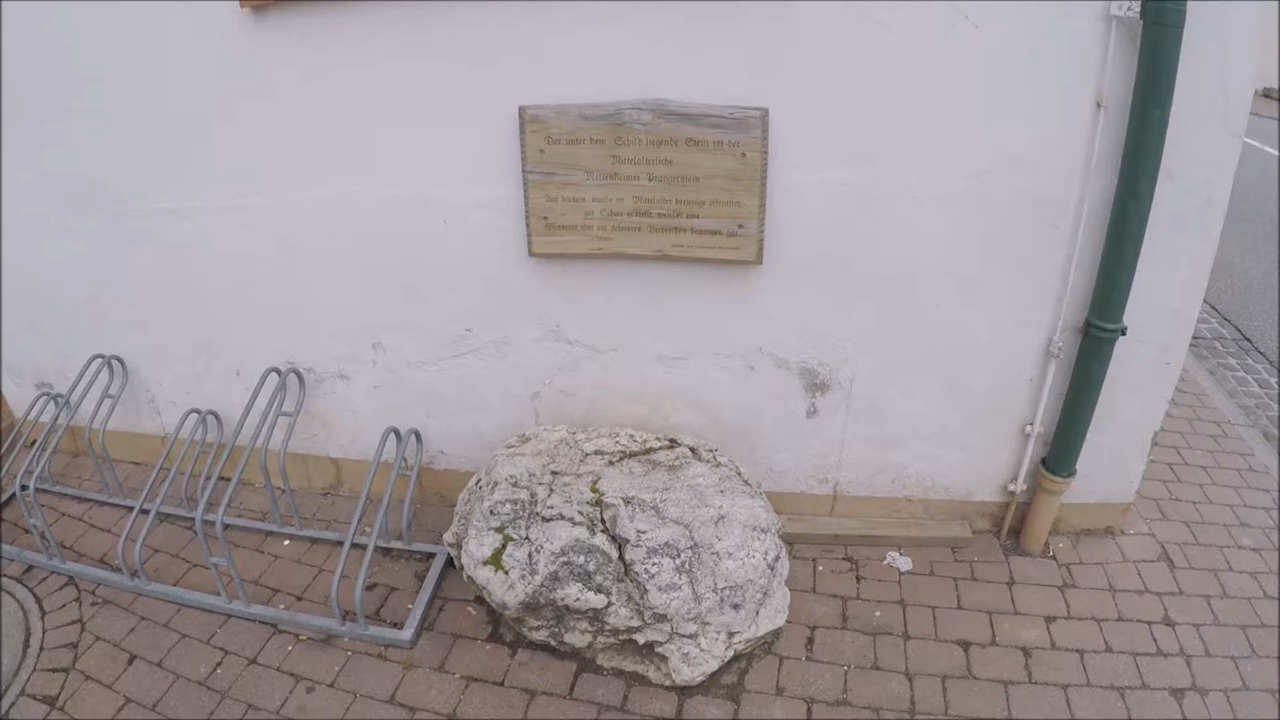 Der unter dem Schild liegende Stein ist der
Mittelalterliche
Prangerstein
Auf diesem wurde im Mittelalter derjenige öffentlich
zur Schau gestellt, welcher eine
Missetat oder ein schweres Verbrechen begangen hat